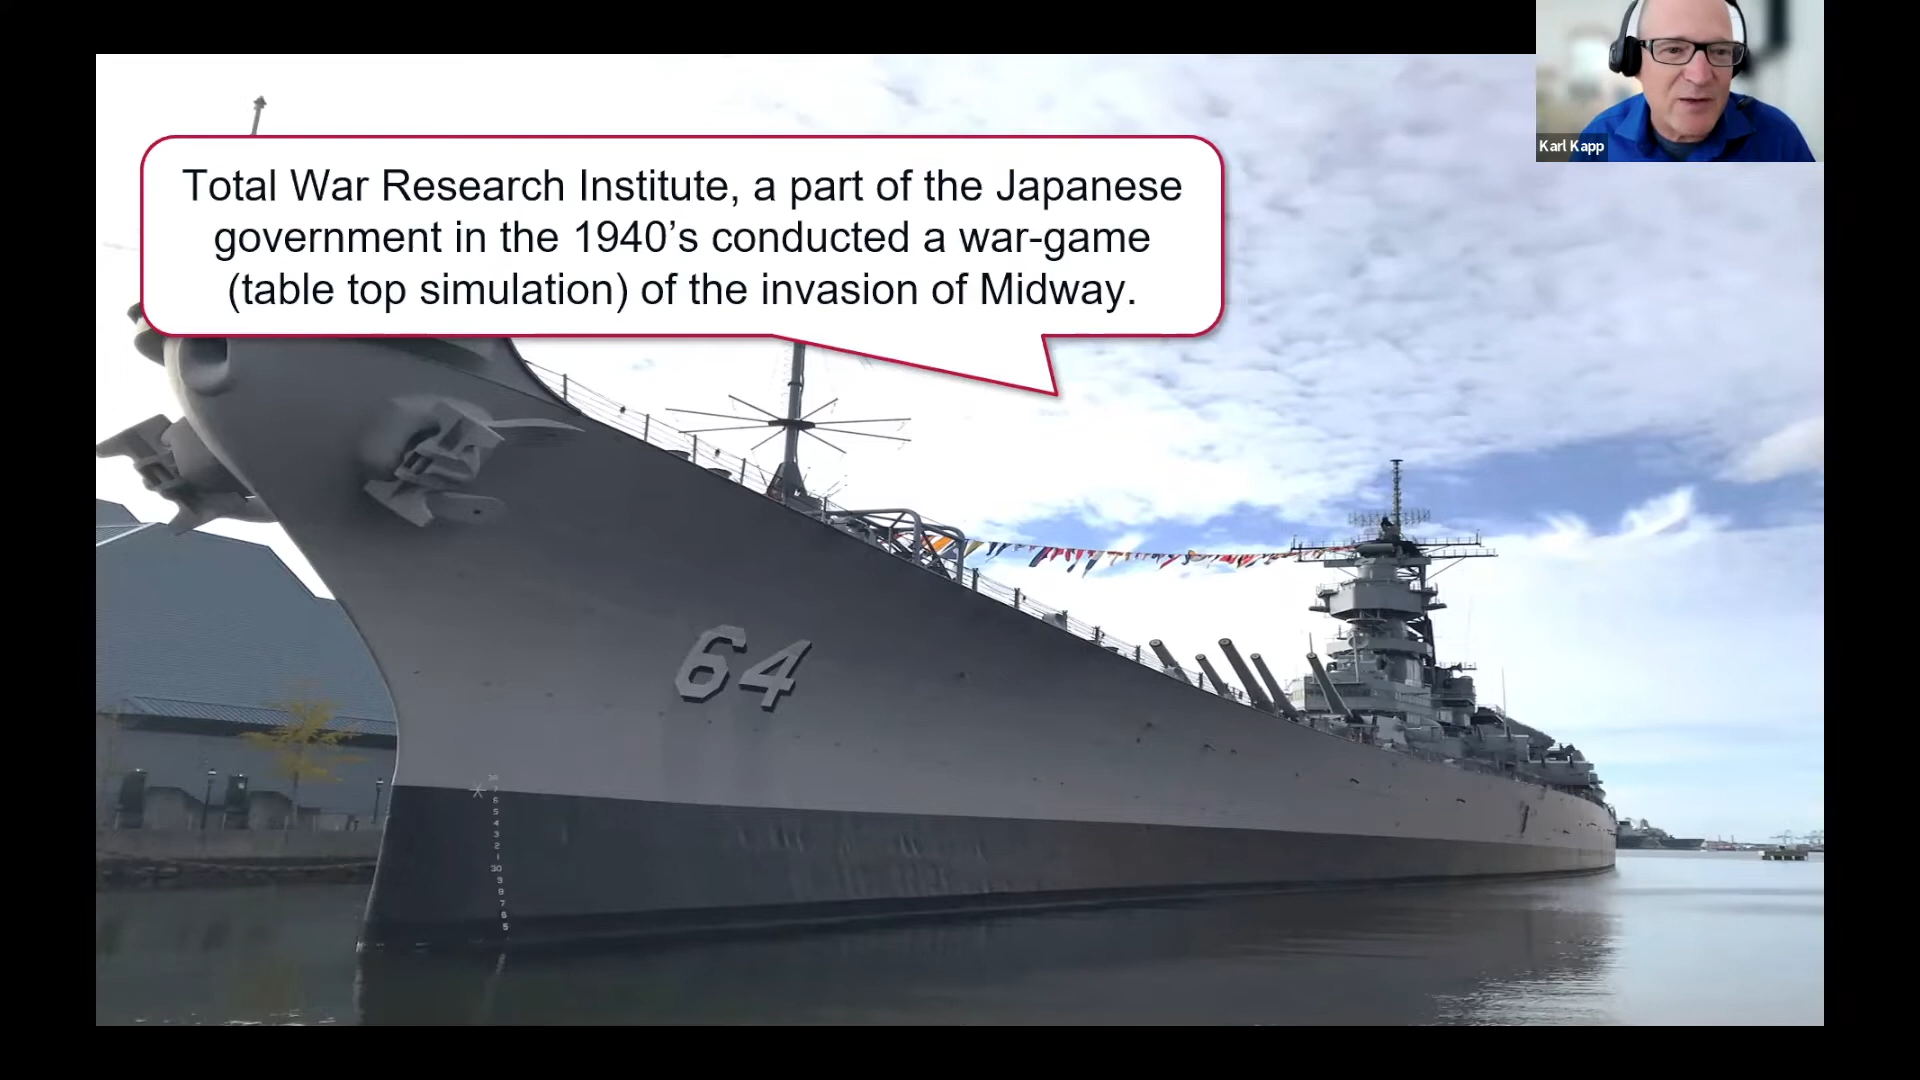 Karl Kapp
Total War Research Institute, a part of the Japanese
government in the 1940’s conducted a war-game
(table top simulation) of the invasion of Midway.
64